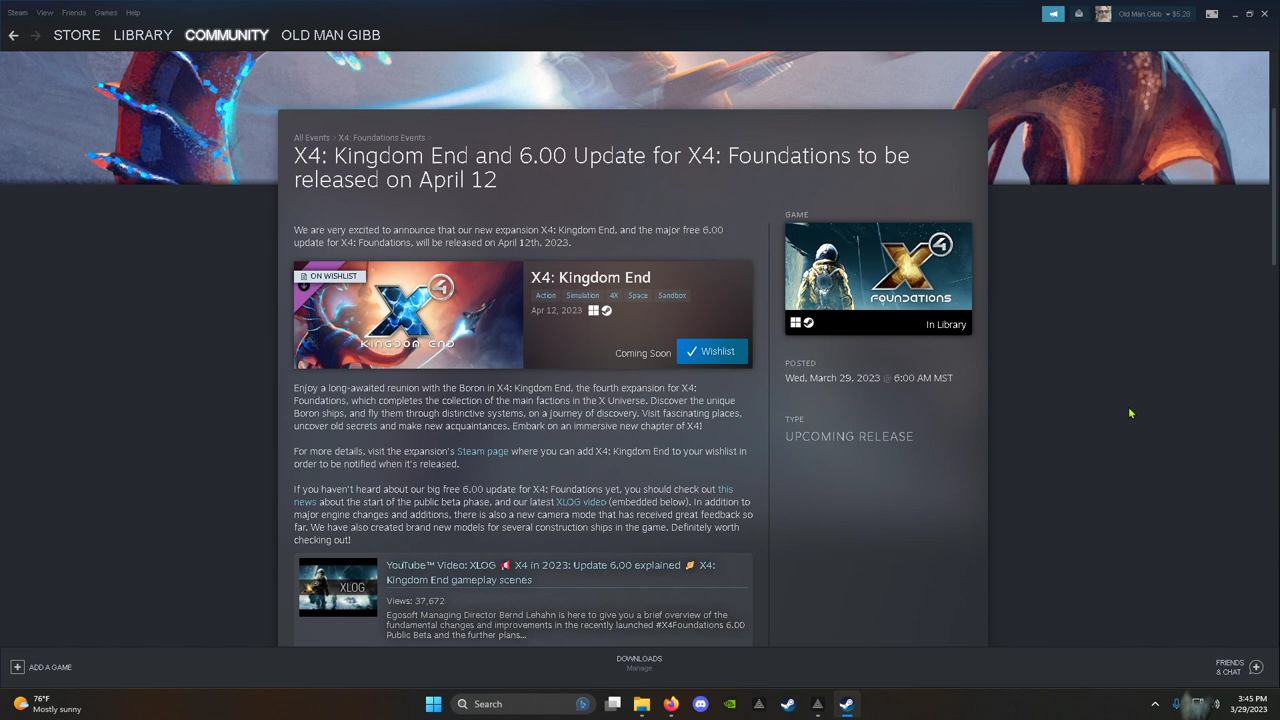 Steam View Friends Games Help
Old Man Gibb $5.28
STORE LIBRARY COMMUNITY OLD MAN GIBB
All Events > X4: Foundations Events >
X4: Kingdom End and 6.00 Update for X4: Foundations to be
released on April 12
We are very excited to announce that our new expansion X4: Kingdom End, and the major free 6.00
update for X4: Foundations, will be released on April 12th, 2023.
ON WISHLIST
X4
KINGDOM END
X4: Kingdom End
Action Simulation 4X Space Sandbox
Apr 12, 2023
Coming Soon
Wishlist
Enjoy a long-awaited reunion with the Boron in X4: Kingdom End, the fourth expansion for X4:
Foundations, which completes the collection of the main factions in the X Universe. Discover the unique
Boron ships, and fly them through distinctive systems, on a journey of discovery. Visit fascinating places,
uncover old secrets and make new acquaintances. Embark on an immersive new chapter of X4!
For more details, visit the expansion's Steam page where you can add X4: Kingdom End to your wishlist in
order to be notified when it's released.
If you haven't heard about our big free 6.00 update for X4: Foundations yet, you should check out this
news about the start of the public beta phase, and our latest XLOG video (embedded below). In addition to
major engine changes and additions, there is also a new camera mode that has received great feedback so
far. We have also created brand new models for several construction ships in the game. Definitely worth
checking out!
XLOG
YouTube™ Video: XLOG 📢 X4 in 2023: Update 6.00 explained 🪐 X4:
Kingdom End gameplay scenes
Views: 37,672
Egosoft Managing Director Bernd Lehahn is here to give you a brief overview of the
fundamental changes and improvements in the recently launched #X4Foundations 6.00
Public Beta and the further plans...
GAME
X4
FOUNDATIONS
In Library
POSTED
Wed, March 29, 2023 @ 6:00 AM MST
TYPE
UPCOMING RELEASE
ADD A GAME
DOWNLOADS
Manage
FRIENDS
& CHAT
76°F
Mostly sunny
Search
3:45 PM
3/29/2023